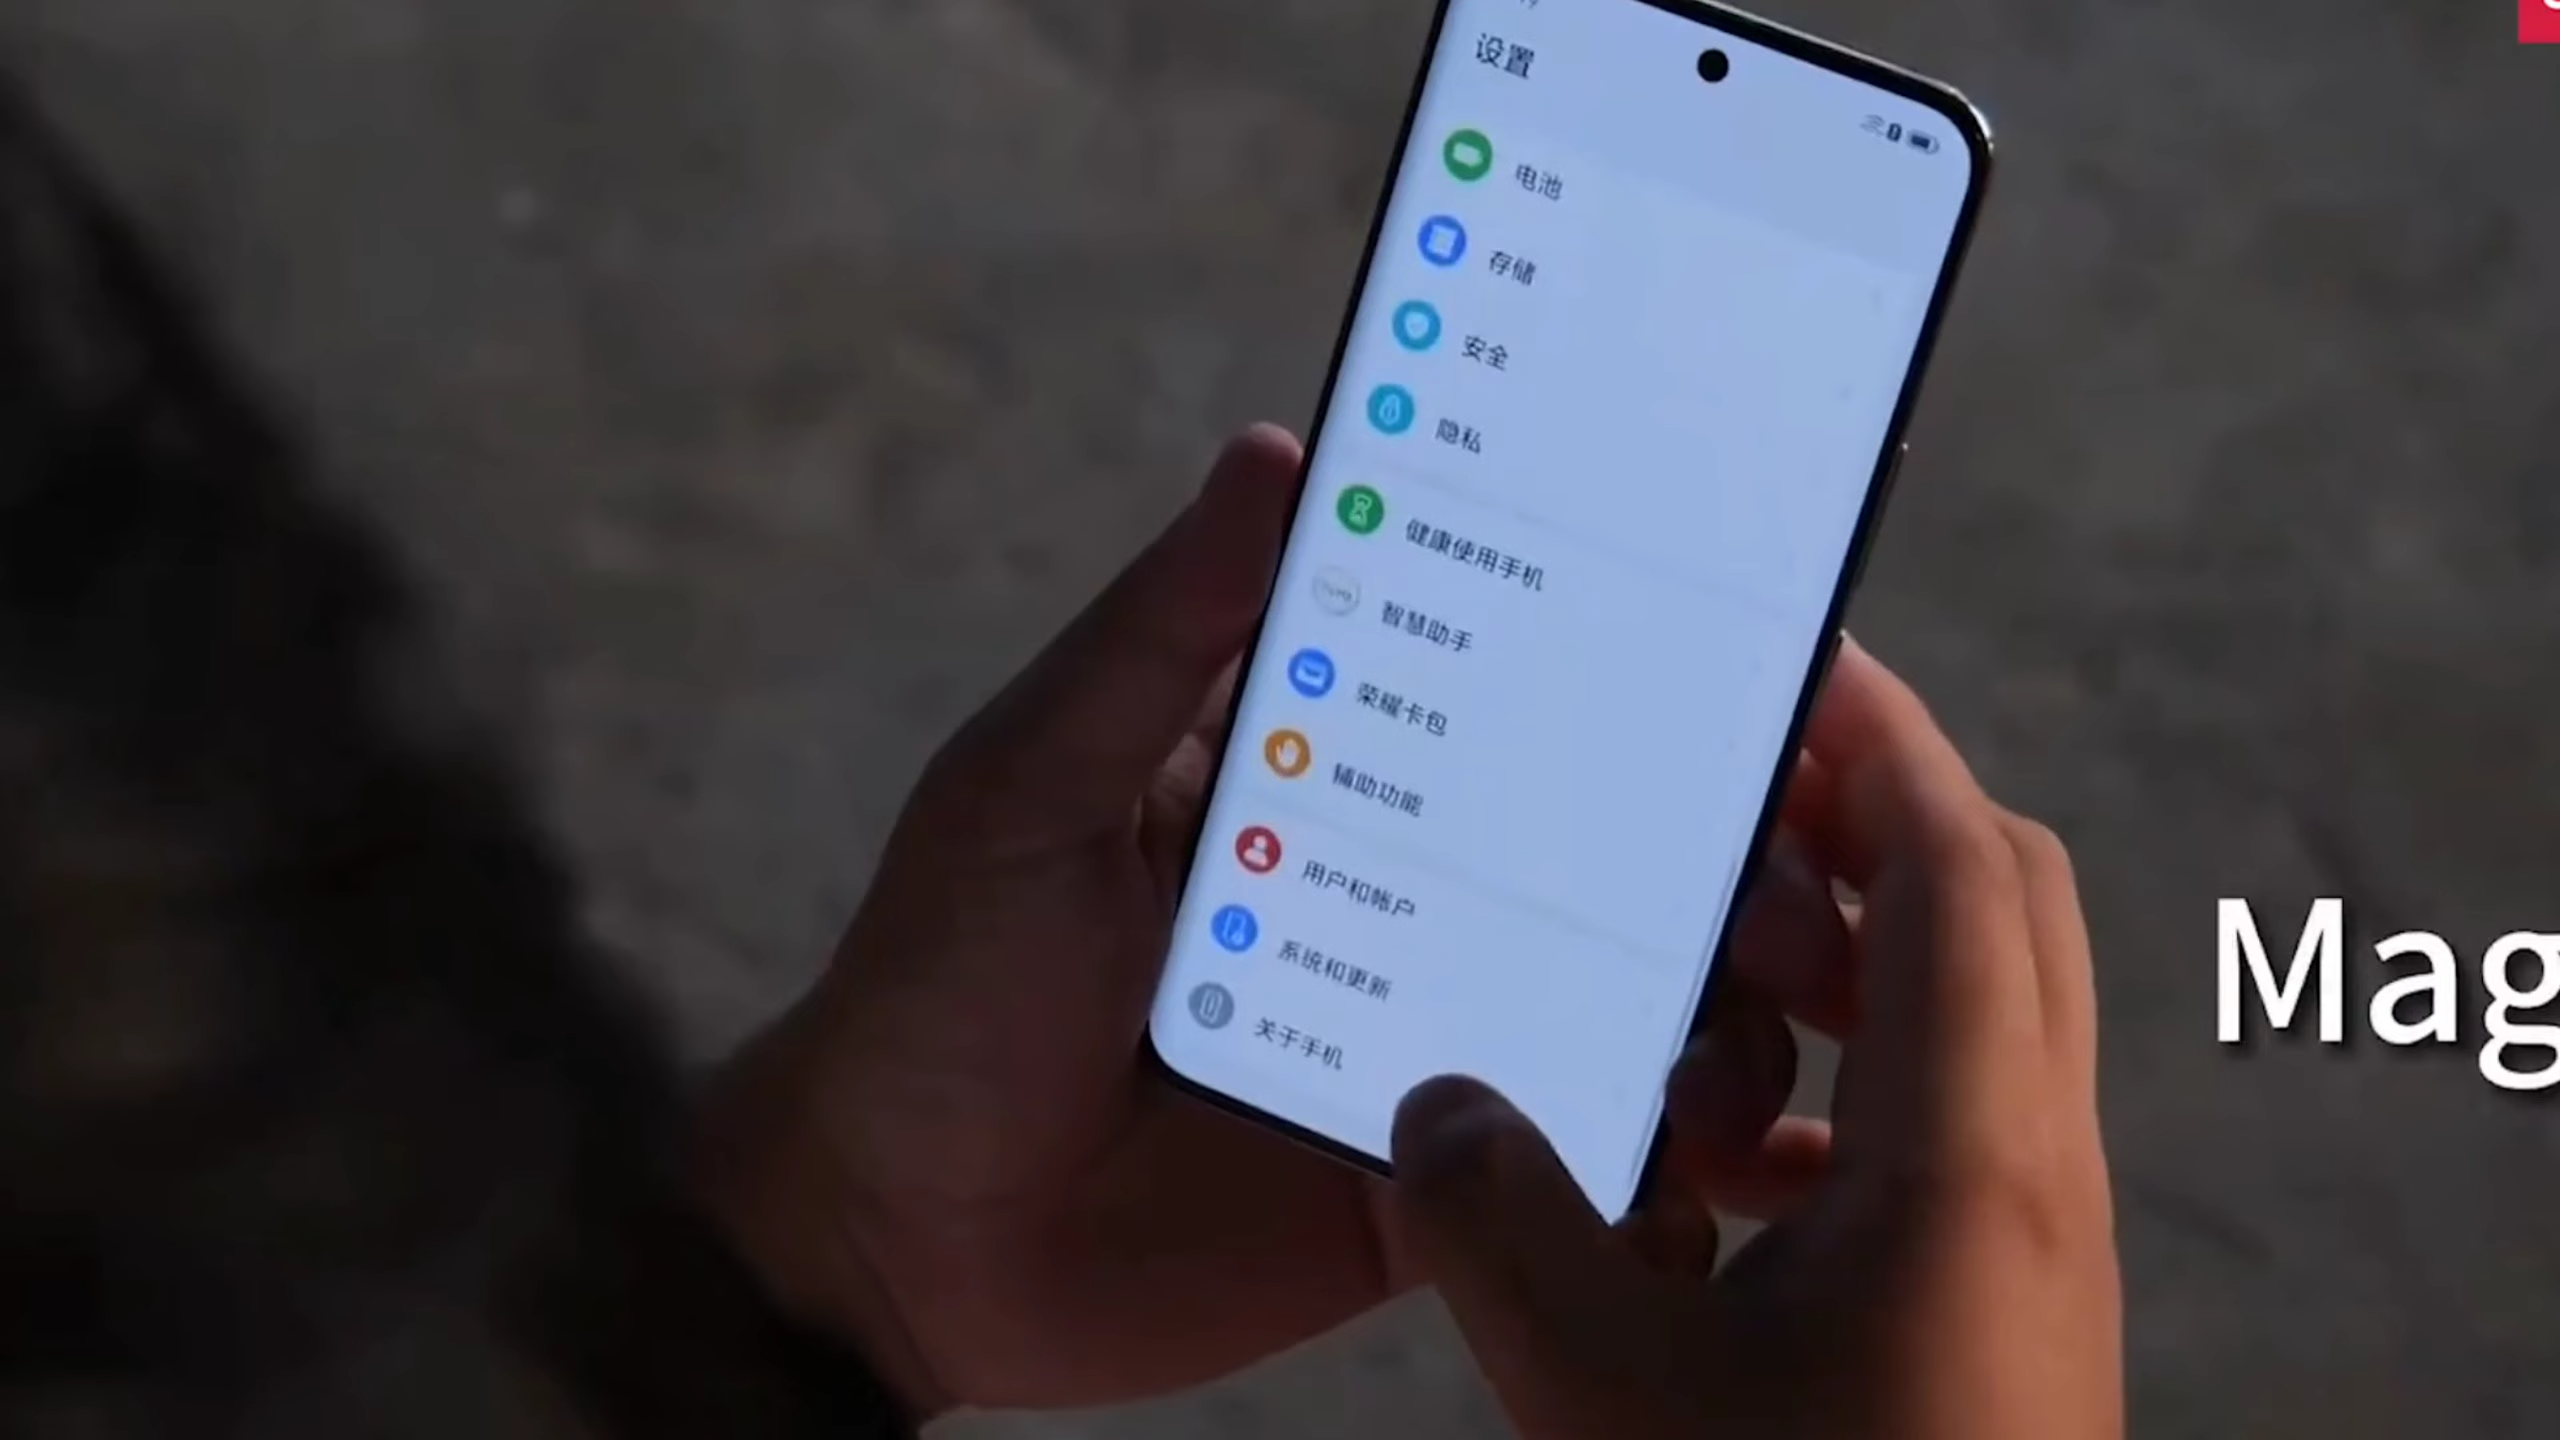 设置
电池
存储
安全
隐私
健康使用手机
智慧助手
荣耀卡包
辅助功能
用户和帐户
系统和更新
关于手机
Mag